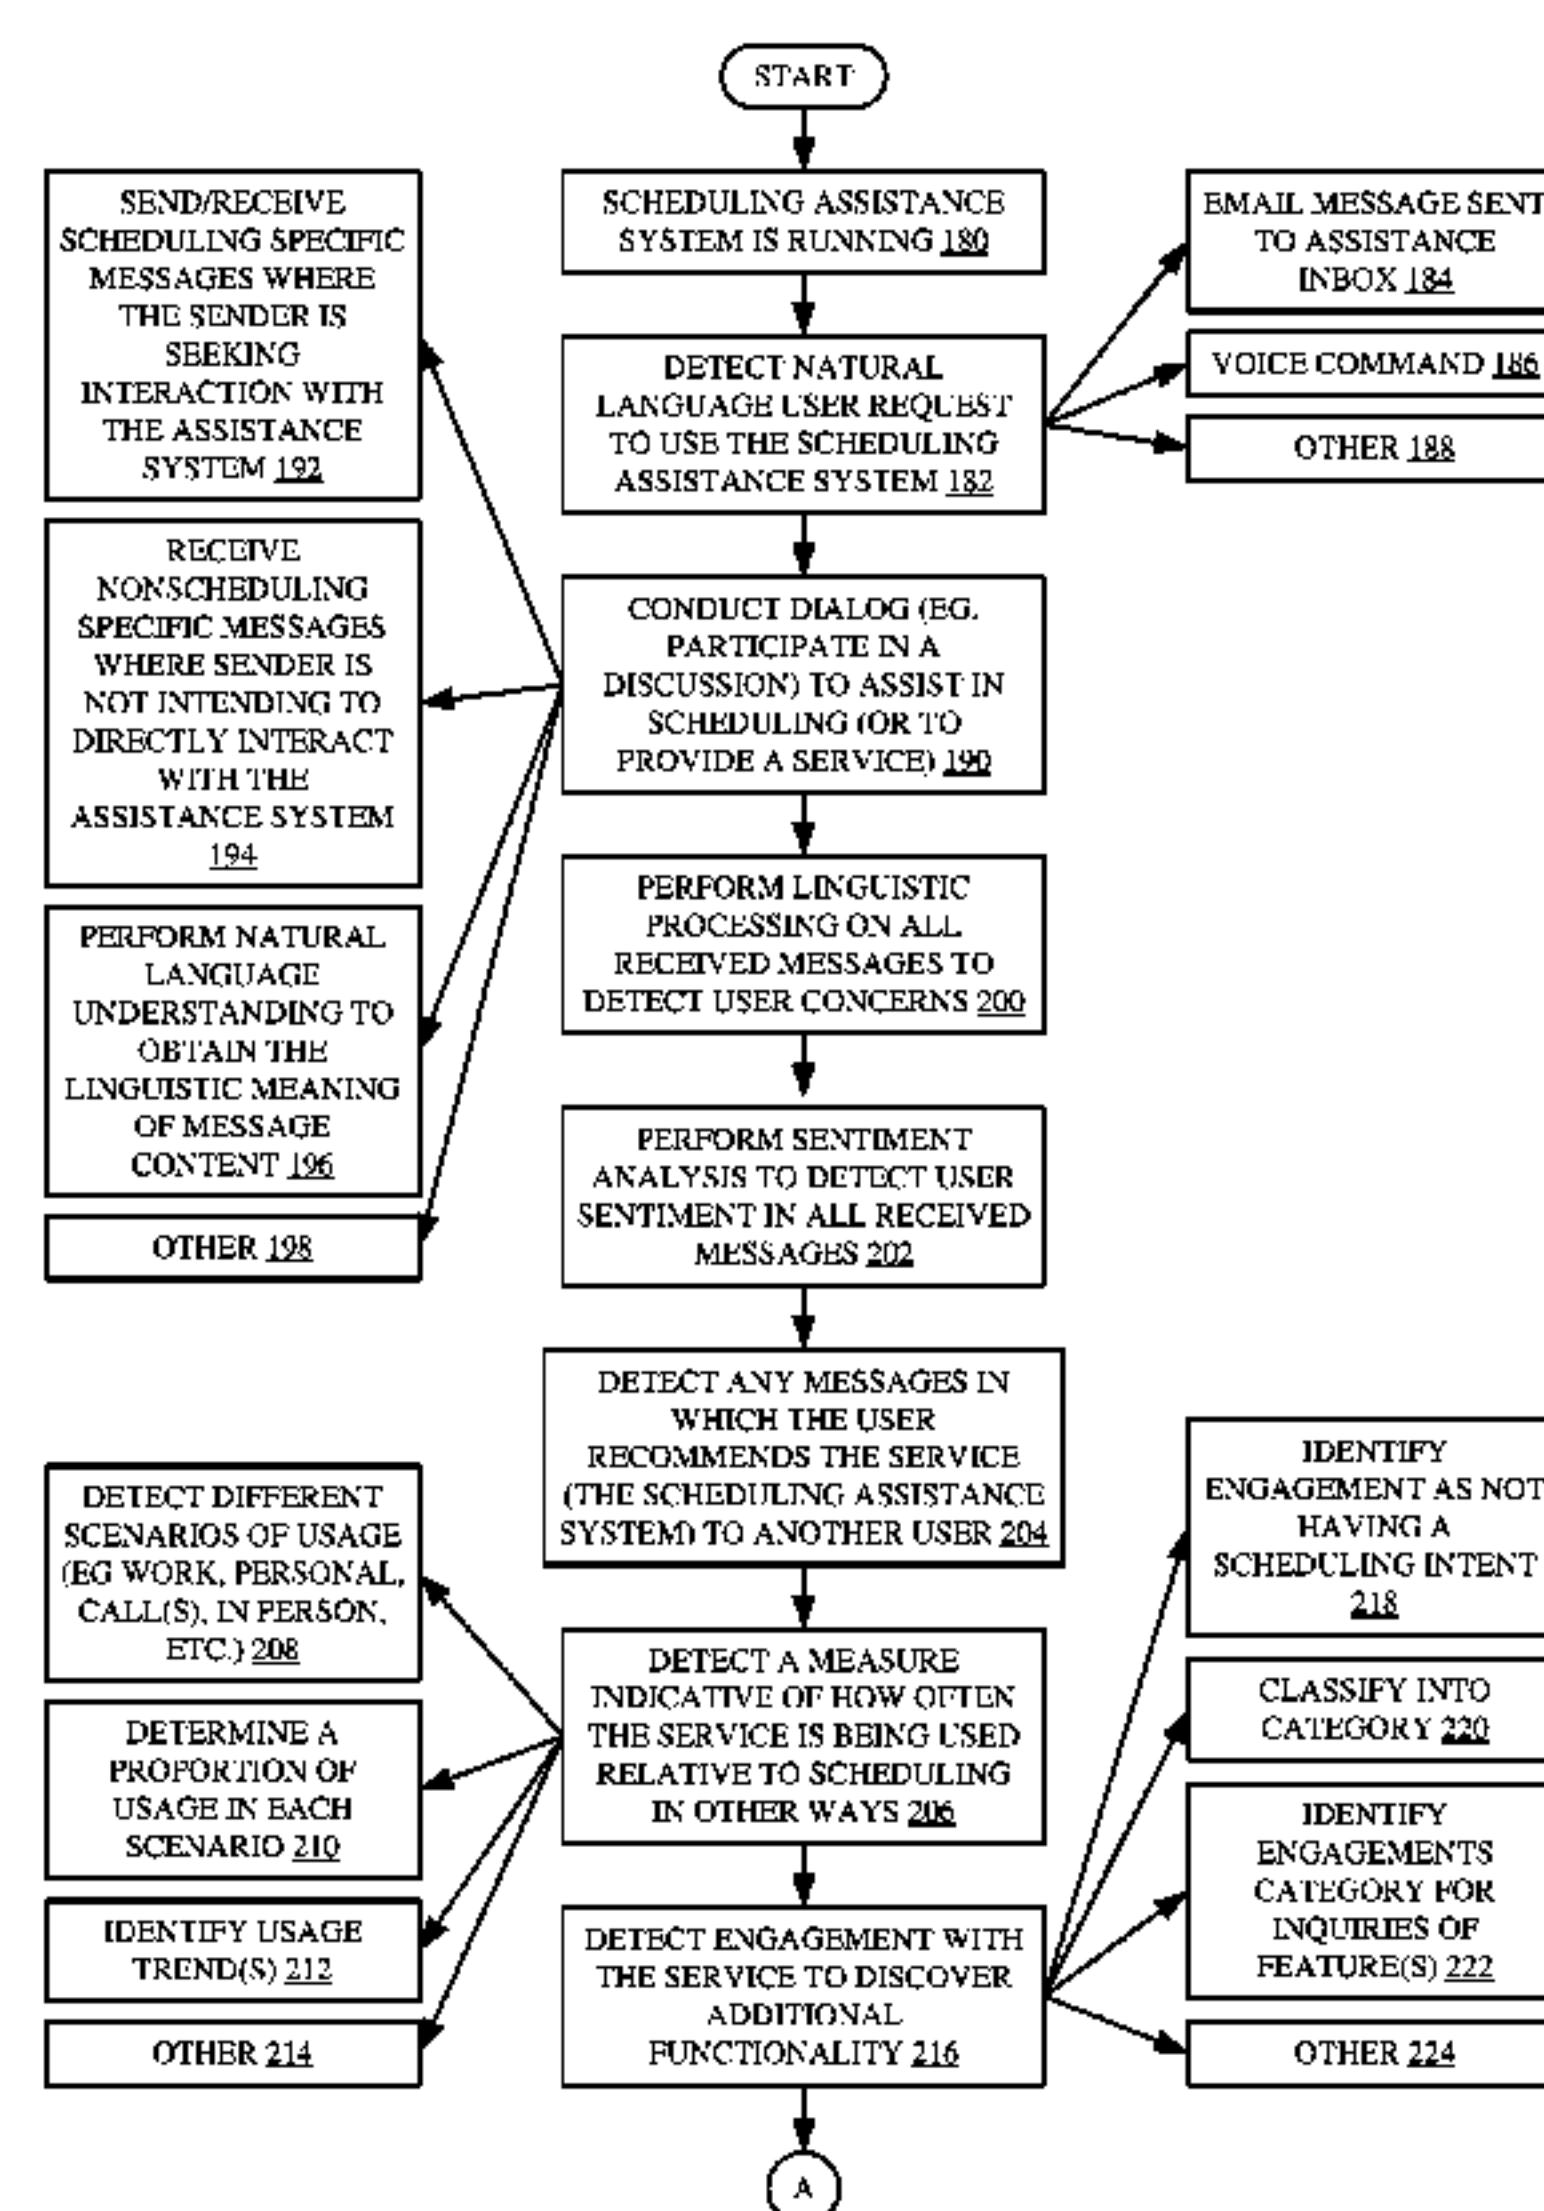 START
SCHEDULING ASSISTANCE
SYSTEM IS RUNNING 180
DETECT NATURAL
LANGUAGE USER REQUEST
TO USE THE SCHEDULING
ASSISTANCE SYSTEM 182
EMAIL MESSAGE SENT
TO ASSISTANCE
INBOX 184
VOICE COMMAND 186
OTHER 188
CONDUCT DIALOG (EG.
PARTICIPATE IN A
DISCUSSION) TO ASSIST IN
SCHEDULING (OR TO
PROVIDE A SERVICE) 190
SEND/RECEIVE
SCHEDULING SPECIFIC
MESSAGES WHERE
THE SENDER IS
SEEKING
INTERACTION WITH
THE ASSISTANCE
SYSTEM 192
RECEIVE
NONSCHEDULING
SPECIFIC MESSAGES
WHERE SENDER IS
NOT INTENDING TO
DIRECTLY INTERACT
WITH THE
ASSISTANCE SYSTEM
194
PERFORM NATURAL
LANGUAGE
UNDERSTANDING TO
OBTAIN THE
LINGUISTIC MEANING
OF MESSAGE
CONTENT 196
OTHER 198
PERFORM LINGUISTIC
PROCESSING ON ALL
RECEIVED MESSAGES TO
DETECT USER CONCERNS 200
PERFORM SENTIMENT
ANALYSIS TO DETECT USER
SENTIMENT IN ALL RECEIVED
MESSAGES 202
DETECT ANY MESSAGES IN
WHICH THE USER
RECOMMENDS THE SERVICE
(THE SCHEDULING ASSISTANCE
SYSTEM) TO ANOTHER USER 204
DETECT A MEASURE
INDICATIVE OF HOW OFTEN
THE SERVICE IS BEING USED
RELATIVE TO SCHEDULING
IN OTHER WAYS 206
DETECT DIFFERENT
SCENARIOS OF USAGE
(EG WORK, PERSONAL,
CALL(S), IN PERSON,
ETC.) 208
DETERMINE A
PROPORTION OF
USAGE IN EACH
SCENARIO 210
IDENTIFY USAGE
TREND(S) 212
OTHER 214
DETECT ENGAGEMENT WITH
THE SERVICE TO DISCOVER
ADDITIONAL
FUNCTIONALITY 216
IDENTIFY
ENGAGEMENT AS NOT
HAVING A
SCHEDULING INTENT
218
CLASSIFY INTO
CATEGORY 220
IDENTIFY
ENGAGEMENTS
CATEGORY FOR
INQUIRIES OF
FEATURE(S) 222
OTHER 224
A